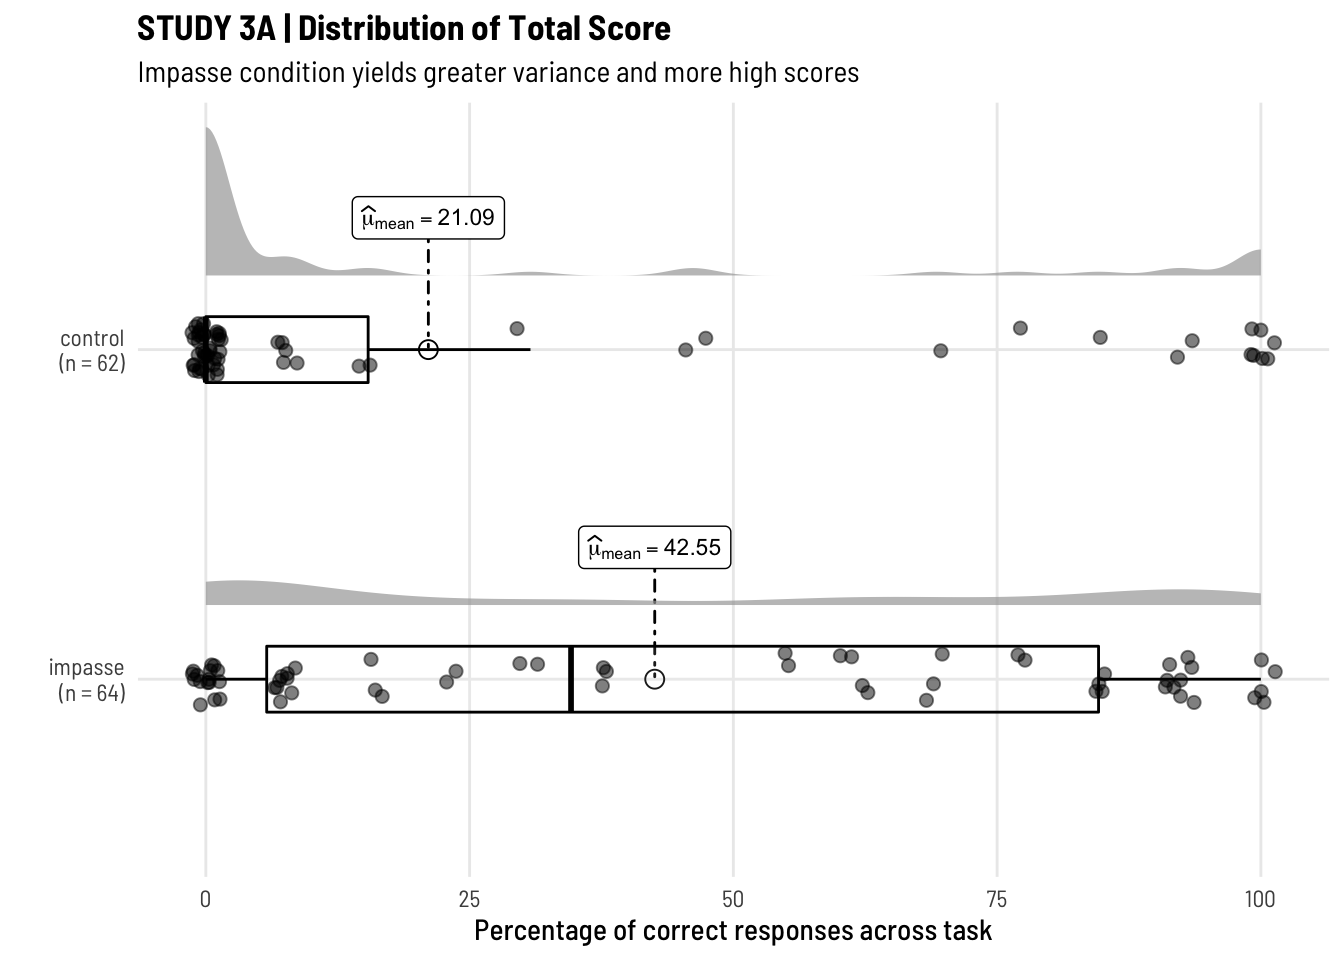 STUDY 3A | Distribution of Total Score
Impasse condition yields greater variance and more high scores
μ̂mean = 21.09
control
(n = 62)
μ̂mean = 42.55
impasse
(n = 64)
0 25 50 75 100
Percentage of correct responses across task